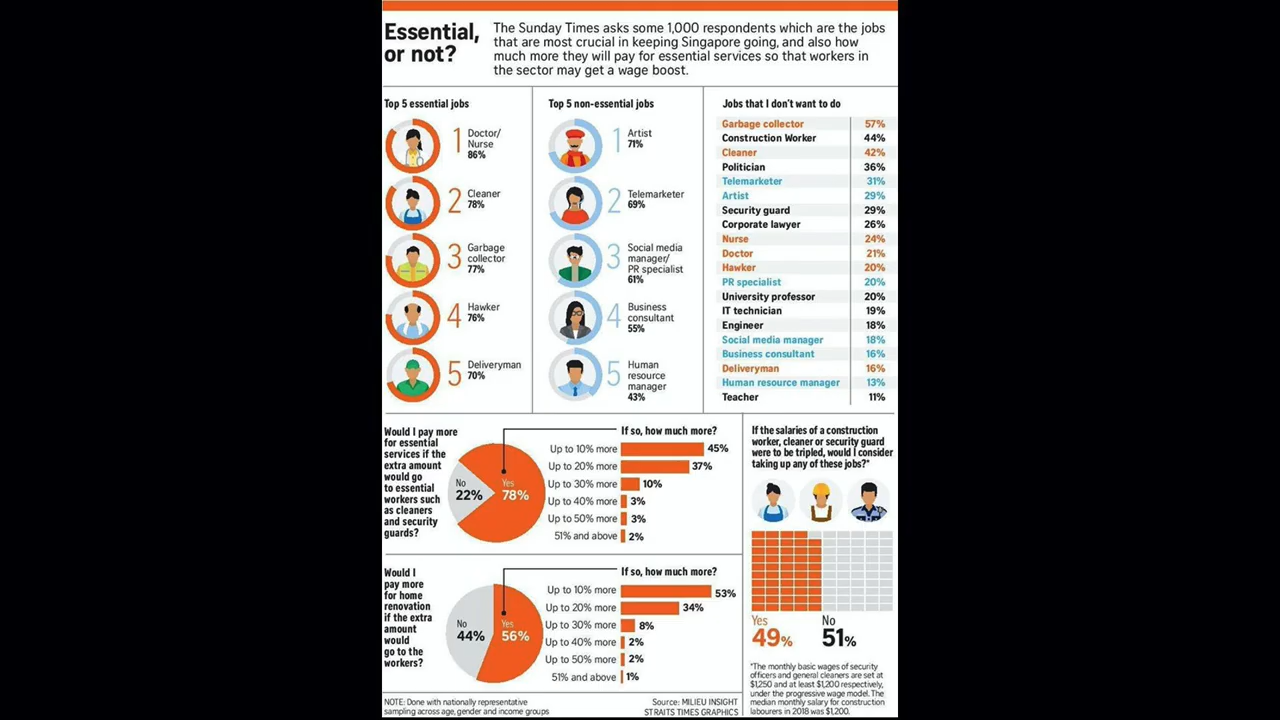 Essential,
or not?
The Sunday Times asks some 1,000 respondents which are the jobs
that are most crucial in keeping Singapore going, and also how
much more they will pay for essential services so that workers in
the sector may get a wage boost.
Top 5 essential jobs
1 Doctor/
Nurse
86%
2 Cleaner
78%
3 Garbage
collector
77%
4 Hawker
76%
5 Deliveryman
70%
Top 5 non-essential jobs
1 Artist
71%
2 Telemarketer
69%
3 Social media
manager/
PR specialist
61%
4 Business
consultant
55%
5 Human
resource
manager
43%
Jobs that I don't want to do
Garbage collector 57%
Construction Worker 44%
Cleaner 42%
Politician 36%
Telemarketer 31%
Artist 29%
Security guard 29%
Corporate lawyer 26%
Nurse 24%
Doctor 21%
Hawker 20%
PR specialist 20%
University professor 20%
IT technician 19%
Engineer 18%
Social media manager 18%
Business consultant 16%
Deliveryman 16%
Human resource manager 13%
Teacher 11%
Would I pay more
for essential
services if the
extra amount
would go
to essential
workers such
as cleaners
and security
guards?
No
22%
Yes
78%
If so, how much more?
Up to 10% more 45%
Up to 20% more 37%
Up to 30% more 10%
Up to 40% more 3%
Up to 50% more 3%
51% and above 2%
Would I
pay more
for home
renovation
if the extra
amount
would
go to the
workers?
No
44%
Yes
56%
If so, how much more?
Up to 10% more 53%
Up to 20% more 34%
Up to 30% more 8%
Up to 40% more 2%
Up to 50% more 2%
51% and above 1%
If the salaries of a construction
worker, cleaner or security guard
were to be tripled, would I consider
taking up any of these jobs?*
Yes
49%
No
51%
*The monthly basic wages of security
officers and general cleaners are set at
$1,250 and at least $1,200 respectively,
under the progressive wage model. The
median monthly salary for construction
labourers in 2018 was $1,200.
NOTE: Done with nationally representative
sampling across age, gender and income groups
Source: MILIEU INSIGHT
STRAITS TIMES GRAPHICS